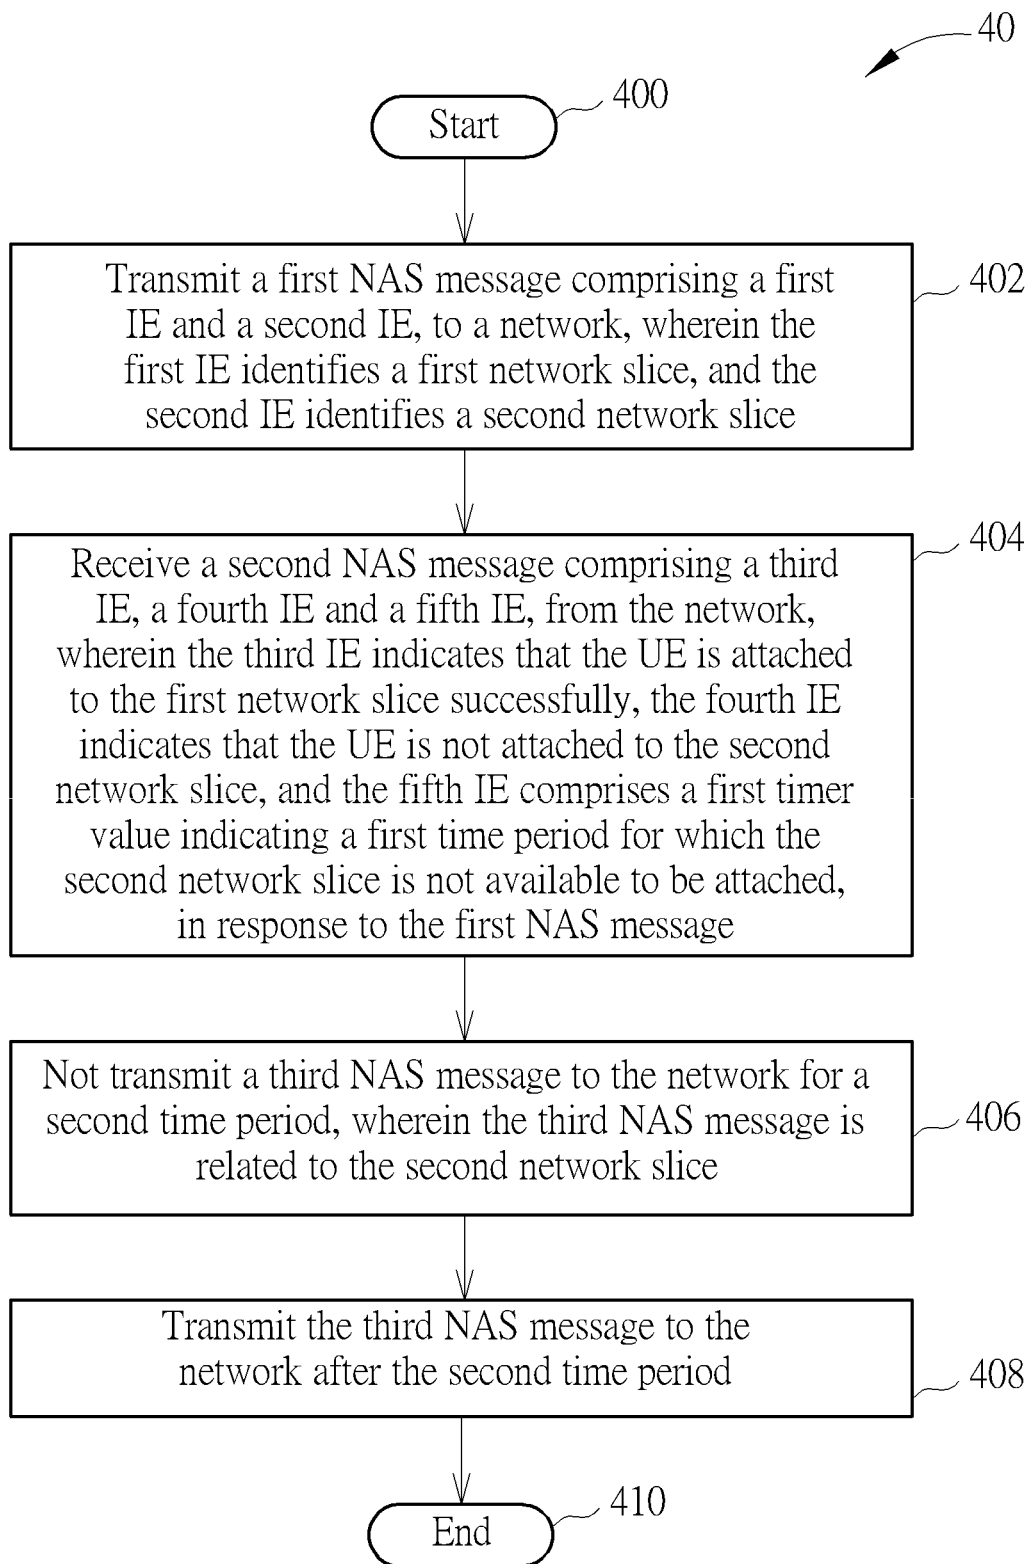 40
Start
400
Transmit a first NAS message comprising a first
IE and a second IE, to a network, wherein the
first IE identifies a first network slice, and the
second IE identifies a second network slice
402
Receive a second NAS message comprising a third
IE, a fourth IE and a fifth IE, from the network,
wherein the third IE indicates that the UE is attached
to the first network slice successfully, the fourth IE
indicates that the UE is not attached to the second
network slice, and the fifth IE comprises a first timer
value indicating a first time period for which the
second network slice is not available to be attached,
in response to the first NAS message
404
Not transmit a third NAS message to the network for a
second time period, wherein the third NAS message is
related to the second network slice
406
Transmit the third NAS message to the
network after the second time period
408
End
410